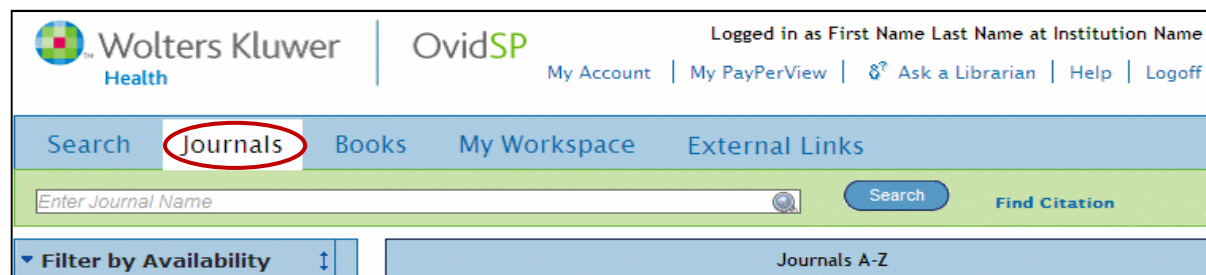 Wolters Kluwer
Health
OvidSP
Logged in as First Name Last Name at Institution Name
My Account | My PayPerView | Ask a Librarian | Help | Logoff
Search Journals Books My Workspace External Links
Enter Journal Name Search Find Citation
Filter by Availability
Journals A-Z